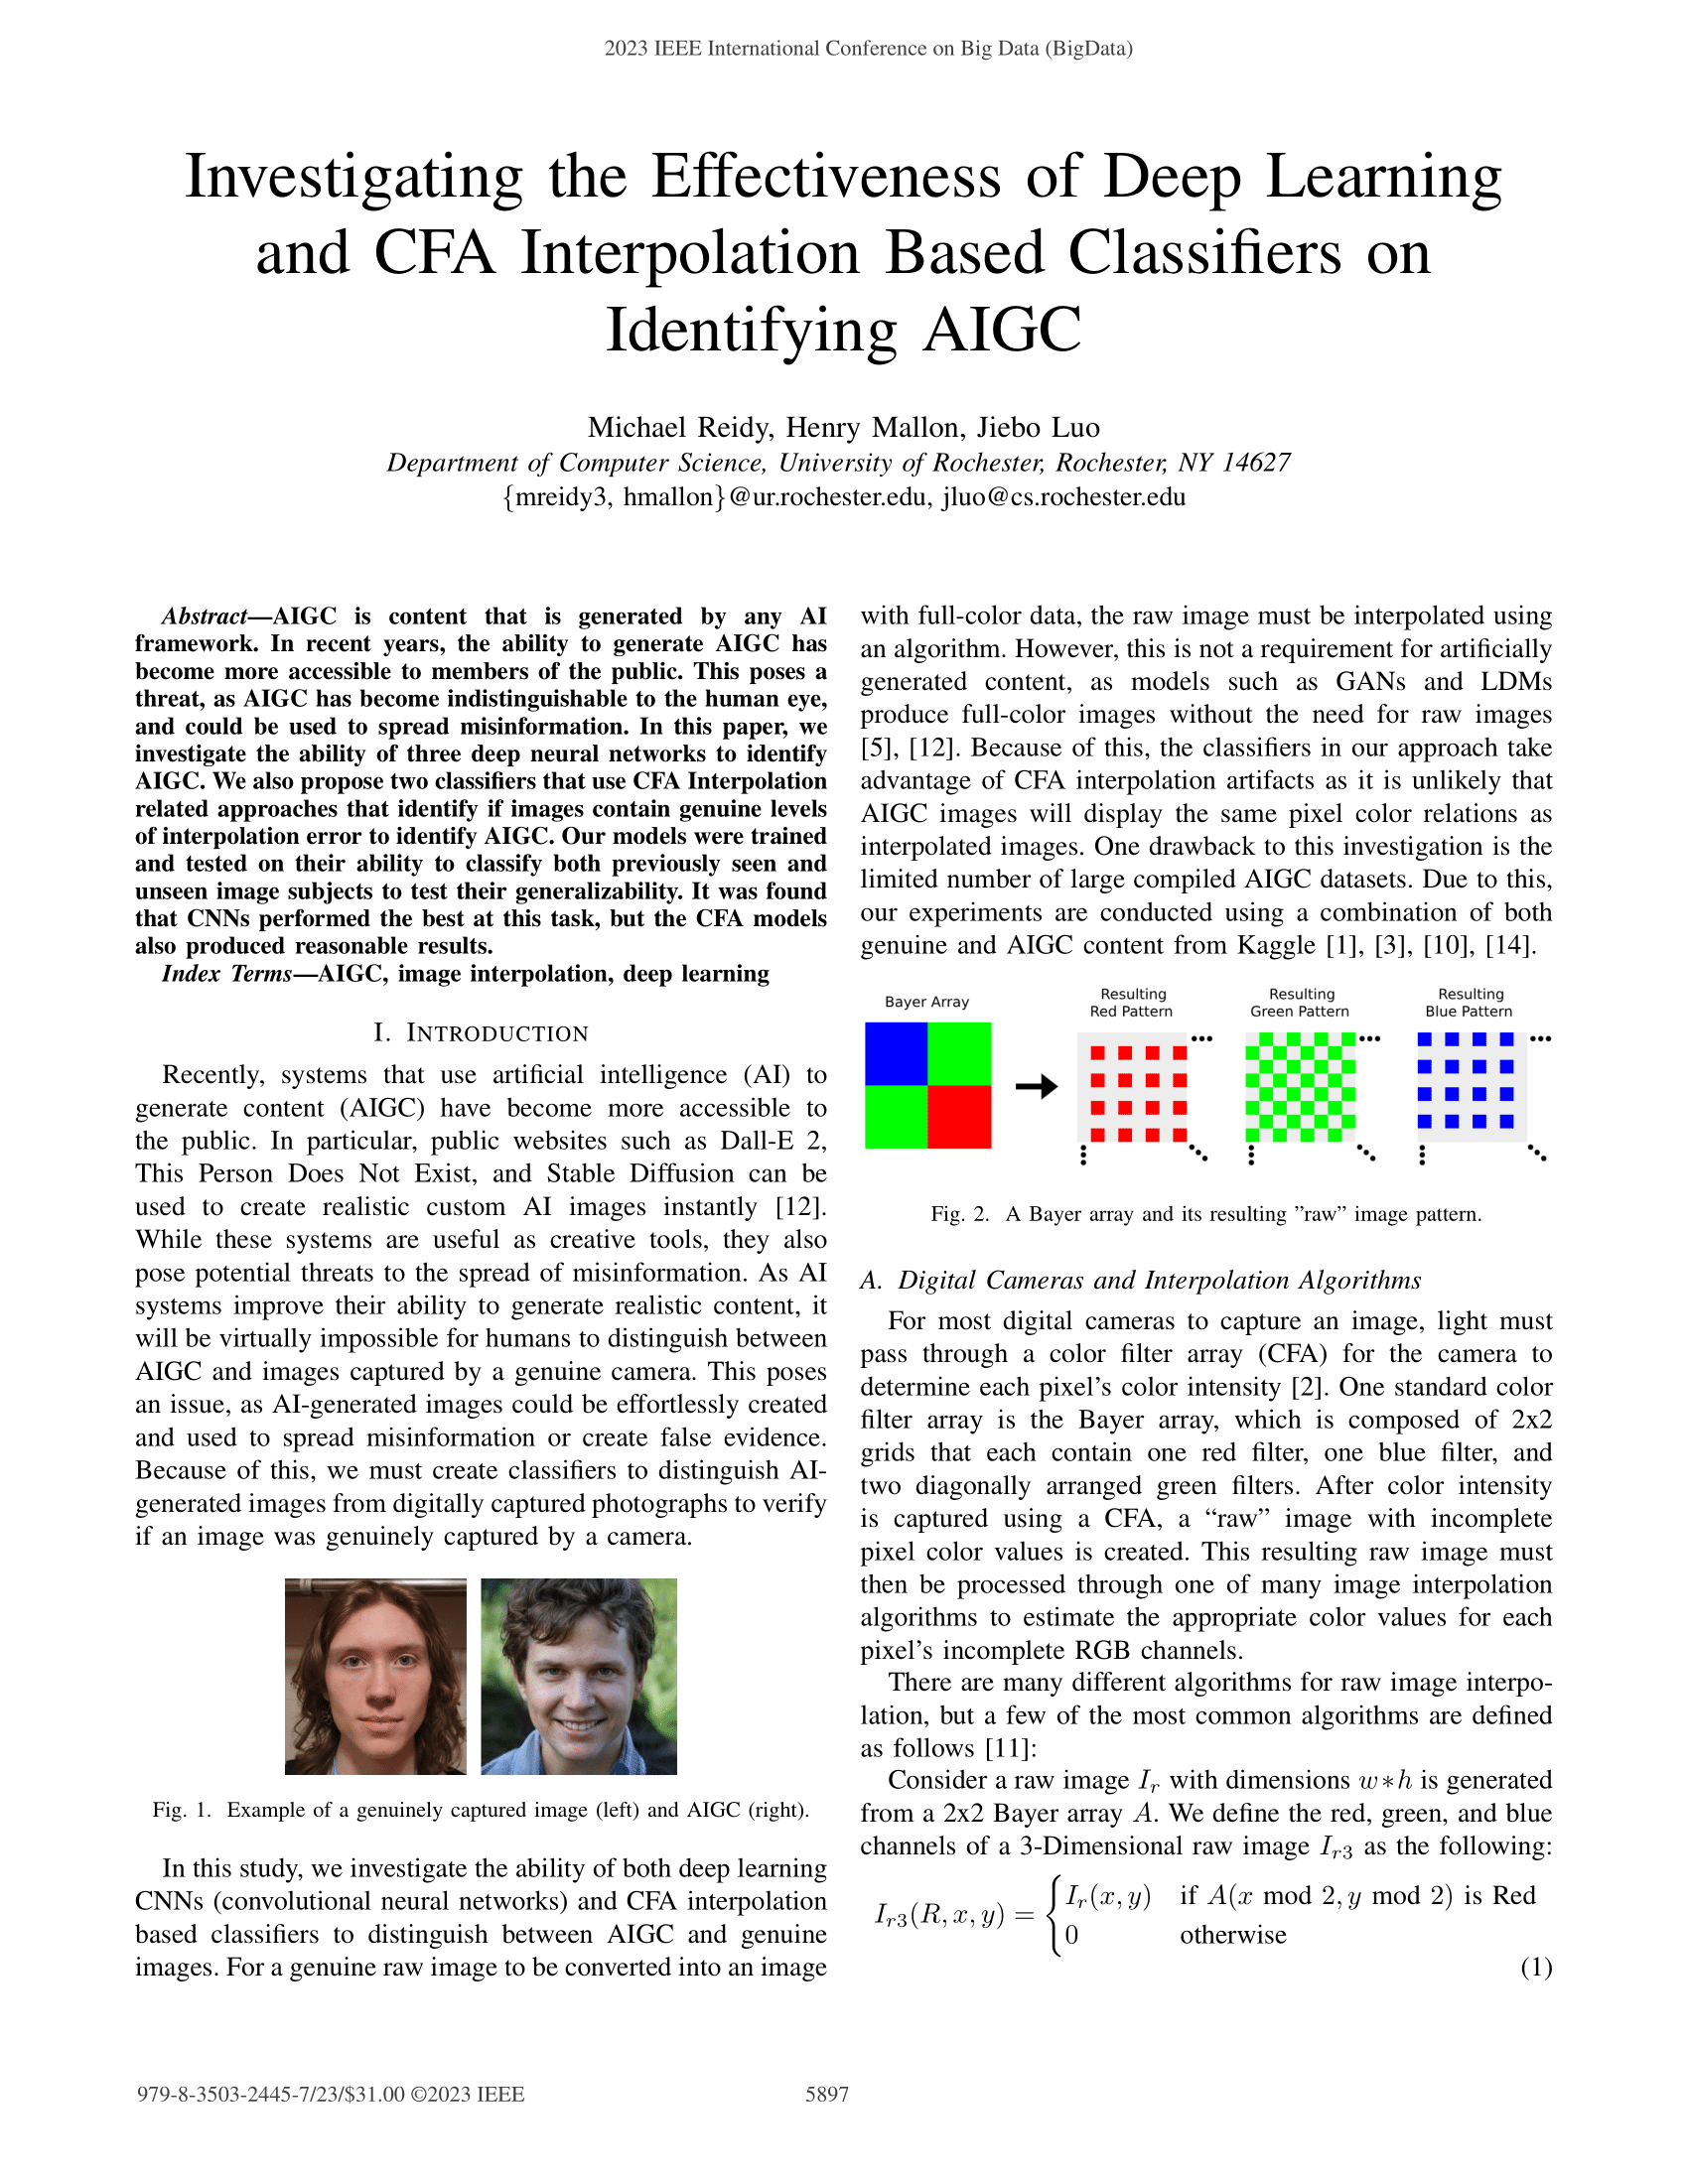 2023 IEEE International Conference on Big Data (BigData)
Investigating the Effectiveness of Deep Learning
and CFA Interpolation Based Classifiers on
Identifying AIGC
Michael Reidy, Henry Mallon, Jiebo Luo
Department of Computer Science, University of Rochester, Rochester, NY 14627
{mreidy3, hmallon}@ur.rochester.edu, jluo@cs.rochester.edu
Abstract—AIGC is content that is generated by any AI
framework. In recent years, the ability to generate AIGC has
become more accessible to members of the public. This poses a
threat, as AIGC has become indistinguishable to the human eye,
and could be used to spread misinformation. In this paper, we
investigate the ability of three deep neural networks to identify
AIGC. We also propose two classifiers that use CFA Interpolation
related approaches that identify if images contain genuine levels
of interpolation error to identify AIGC. Our models were trained
and tested on their ability to classify both previously seen and
unseen image subjects to test their generalizability. It was found
that CNNs performed the best at this task, but the CFA models
also produced reasonable results.
Index Terms—AIGC, image interpolation, deep learning
I. INTRODUCTION
Recently, systems that use artificial intelligence (AI) to
generate content (AIGC) have become more accessible to
the public. In particular, public websites such as Dall-E 2,
This Person Does Not Exist, and Stable Diffusion can be
used to create realistic custom AI images instantly [12].
While these systems are useful as creative tools, they also
pose potential threats to the spread of misinformation. As AI
systems improve their ability to generate realistic content, it
will be virtually impossible for humans to distinguish between
AIGC and images captured by a genuine camera. This poses
an issue, as AI-generated images could be effortlessly created
and used to spread misinformation or create false evidence.
Because of this, we must create classifiers to distinguish AI-
generated images from digitally captured photographs to verify
if an image was genuinely captured by a camera.
Fig. 1. Example of a genuinely captured image (left) and AIGC (right).
In this study, we investigate the ability of both deep learning
CNNs (convolutional neural networks) and CFA interpolation
based classifiers to distinguish between AIGC and genuine
images. For a genuine raw image to be converted into an image
with full-color data, the raw image must be interpolated using
an algorithm. However, this is not a requirement for artificially
generated content, as models such as GANs and LDMs
produce full-color images without the need for raw images
[5], [12]. Because of this, the classifiers in our approach take
advantage of CFA interpolation artifacts as it is unlikely that
AIGC images will display the same pixel color relations as
interpolated images. One drawback to this investigation is the
limited number of large compiled AIGC datasets. Due to this,
our experiments are conducted using a combination of both
genuine and AIGC content from Kaggle [1], [3], [10], [14].
Bayer Array
Resulting
Red Pattern
Resulting
Green Pattern
Resulting
Blue Pattern
Fig. 2. A Bayer array and its resulting ”raw” image pattern.
A. Digital Cameras and Interpolation Algorithms
For most digital cameras to capture an image, light must
pass through a color filter array (CFA) for the camera to
determine each pixel’s color intensity [2]. One standard color
filter array is the Bayer array, which is composed of 2x2
grids that each contain one red filter, one blue filter, and
two diagonally arranged green filters. After color intensity
is captured using a CFA, a “raw” image with incomplete
pixel color values is created. This resulting raw image must
then be processed through one of many image interpolation
algorithms to estimate the appropriate color values for each
pixel’s incomplete RGB channels.
There are many different algorithms for raw image interpo-
lation, but a few of the most common algorithms are defined
as follows [11]:
Consider a raw image I_r with dimensions w∗h is generated
from a 2x2 Bayer array A. We define the red, green, and blue
channels of a 3-Dimensional raw image I_{r3} as the following:
I_{r3}(R, x, y) = { I_r(x, y) if A(x mod 2, y mod 2) is Red
0 otherwise
(1)
979-8-3503-2445-7/23/$31.00 ©2023 IEEE
5897